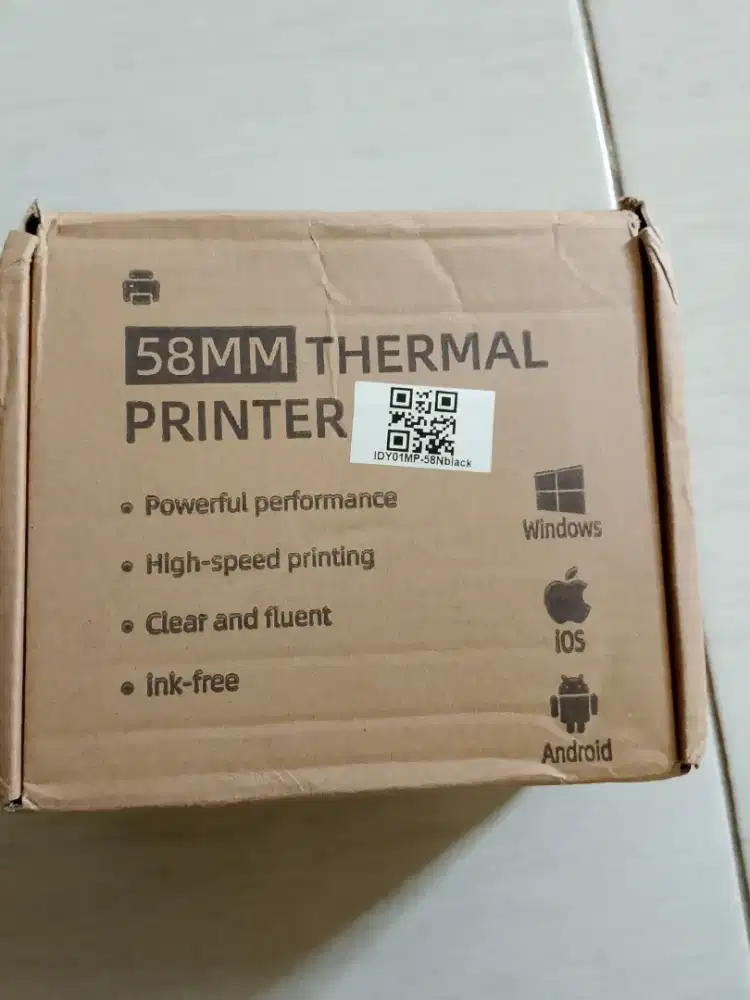 58MM THERMAL
PRINTER
IDY01MP-58Nblack
• Powerful performance
• High-speed printing
• Clear and fluent
• ink-free
Windows
iOS
Android